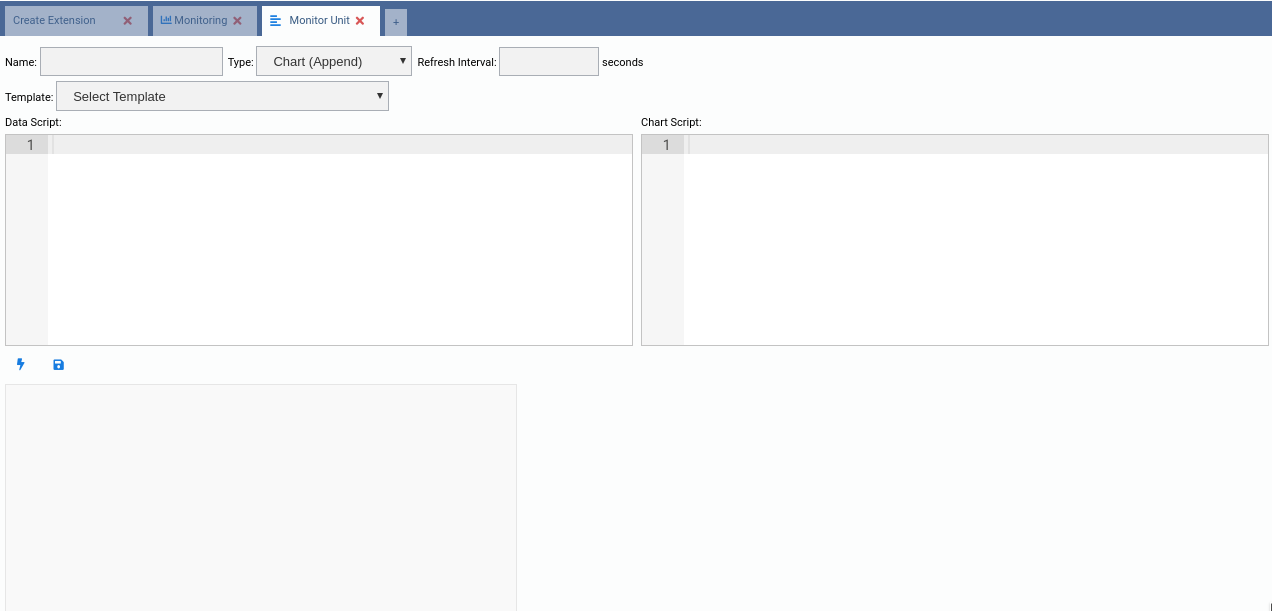 Create Extension Monitoring Monitor Unit +
Name: Type: Chart (Append) Refresh Interval: seconds
Template: Select Template
Data Script: Chart Script:
1 1